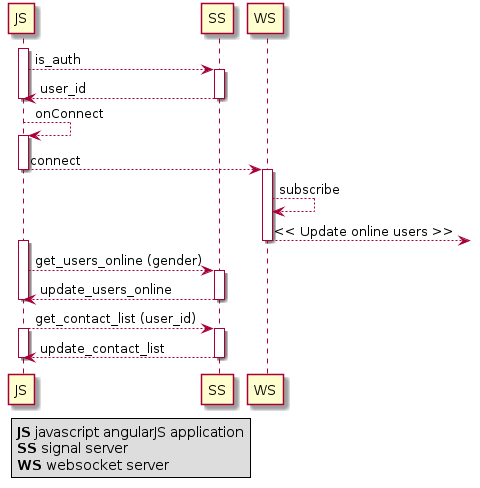 JS SS WS
is_auth
user_id
onConnect
connect
subscribe
<< Update online users >>
get_users_online (gender)
update_users_online
get_contact_list (user_id)
update_contact_list
JS SS WS
JS javascript angularJS application
SS signal server
WS websocket server